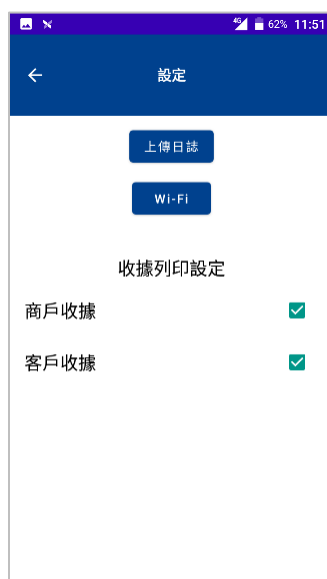 4G 62% 11:51
設定
上傳日誌
Wi-Fi
收據列印設定
商戶收據
客戶收據